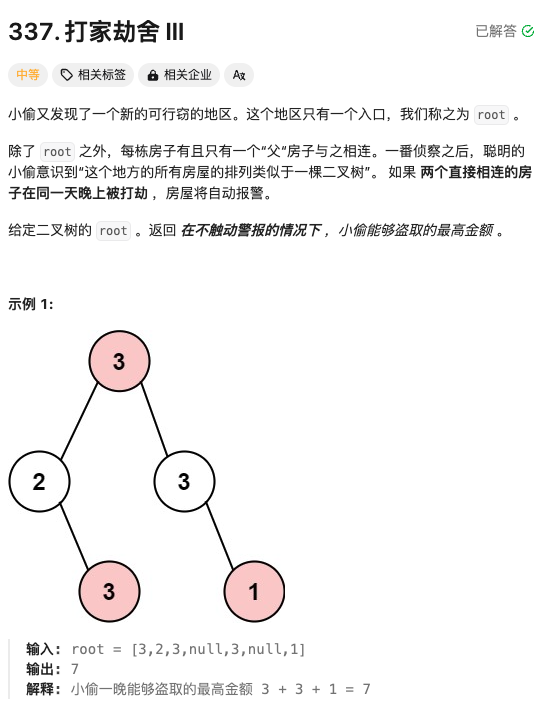 337. 打家劫舍 III
已解答
中等
相关标签
相关企业
小偷又发现了一个新的可行窃的地区。这个地区只有一个入口，我们称之为 root 。
除了 root 之外，每栋房子有且只有一个“父“房子与之相连。一番侦察之后，聪明的
小偷意识到“这个地方的所有房屋的排列类似于一棵二叉树”。 如果 两个直接相连的房
子在同一天晚上被打劫 ，房屋将自动报警。
给定二叉树的 root 。返回 在不触动警报的情况下 ，小偷能够盗取的最高金额 。
示例 1:
3
2
3
3
1
输入: root = [3,2,3,null,3,null,1]
输出: 7
解释: 小偷一晚能够盗取的最高金额 3 + 3 + 1 = 7